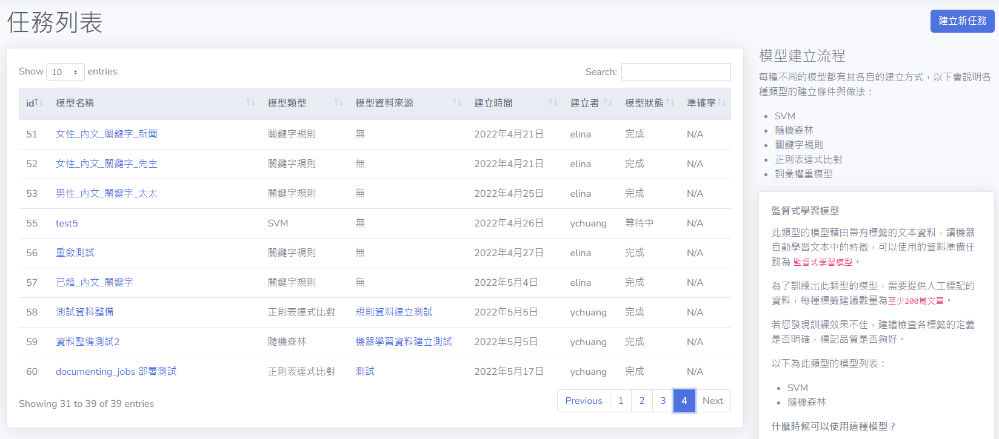 任務列表
建立新任務
Show 10 entries
Search:
id 模型名稱 模型類型 模型資料來源 建立時間 建立者 模型狀態 準確率
51 女性_內文_關鍵字_新聞 關鍵字規則 無 2022年4月21日 elina 完成 N/A
52 女性_內文_關鍵字_先生 關鍵字規則 無 2022年4月21日 elina 完成 N/A
53 男性_內文_關鍵字_太太 關鍵字規則 無 2022年4月25日 elina 完成 N/A
55 test5 SVM 無 2022年4月26日 ychuang 等待中 N/A
56 重啟測試 關鍵字規則 無 2022年4月27日 elina 完成 N/A
57 已婚_內文_關鍵字 關鍵字規則 無 2022年5月4日 elina 完成 N/A
58 測試資料整備 正則表達式比對 規則資料建立測試 2022年5月5日 ychuang 完成 N/A
59 資料整備測試2 隨機森林 機器學習資料建立測試 2022年5月5日 ychuang 完成 N/A
60 documenting_jobs 部署測試 正則表達式比對 測試 2022年5月17日 ychuang 完成 N/A
Showing 31 to 39 of 39 entries
Previous 1 2 3 4 Next
模型建立流程
每種不同的模型都有其各自的建立方式，以下會說明各
種類型的建立條件與做法：
SVM
隨機森林
關鍵字規則
正則表達式比對
詞彙權重模型
監督式學習模型
此類型的模型藉由帶有標籤的文本資料，讓機器
自動學習文本中的特徵，可以使用的資料準備任
務為 監督式學習模型。
為了訓練出此類型的模型，需要提供人工標記的
資料，每種標籤建議數量為至少200篇文章。
若您發現訓練效果不佳，建議檢查各標籤的定義
是否明確，標記品質是否夠好。
以下為此類型的模型列表：
SVM
隨機森林
什麼時候可以使用這種模型？